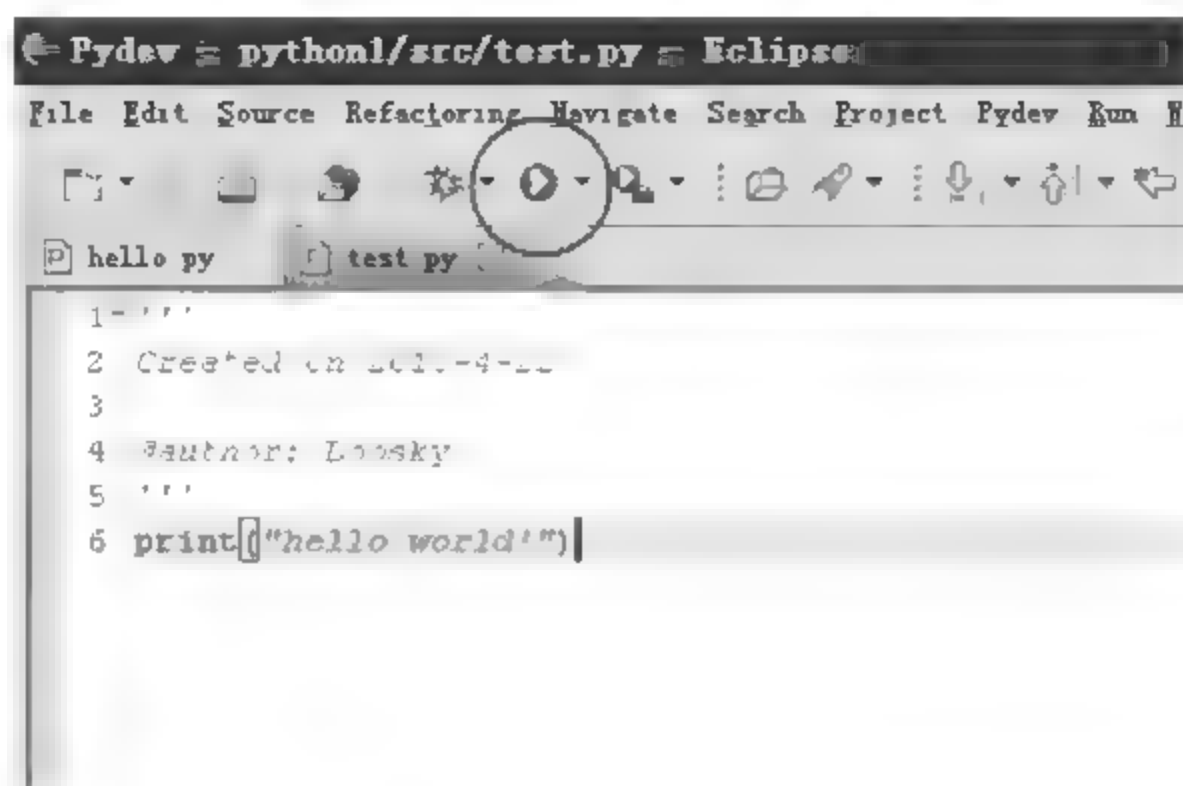 Pydev - python1/src/test.py - Eclipse
File Edit Source Refactoring Navigate Search Project Pydev Run
hello py
test py
1 '''
2 Created on
3
4 @author: Loosky
5 '''
6 print("hello world!")